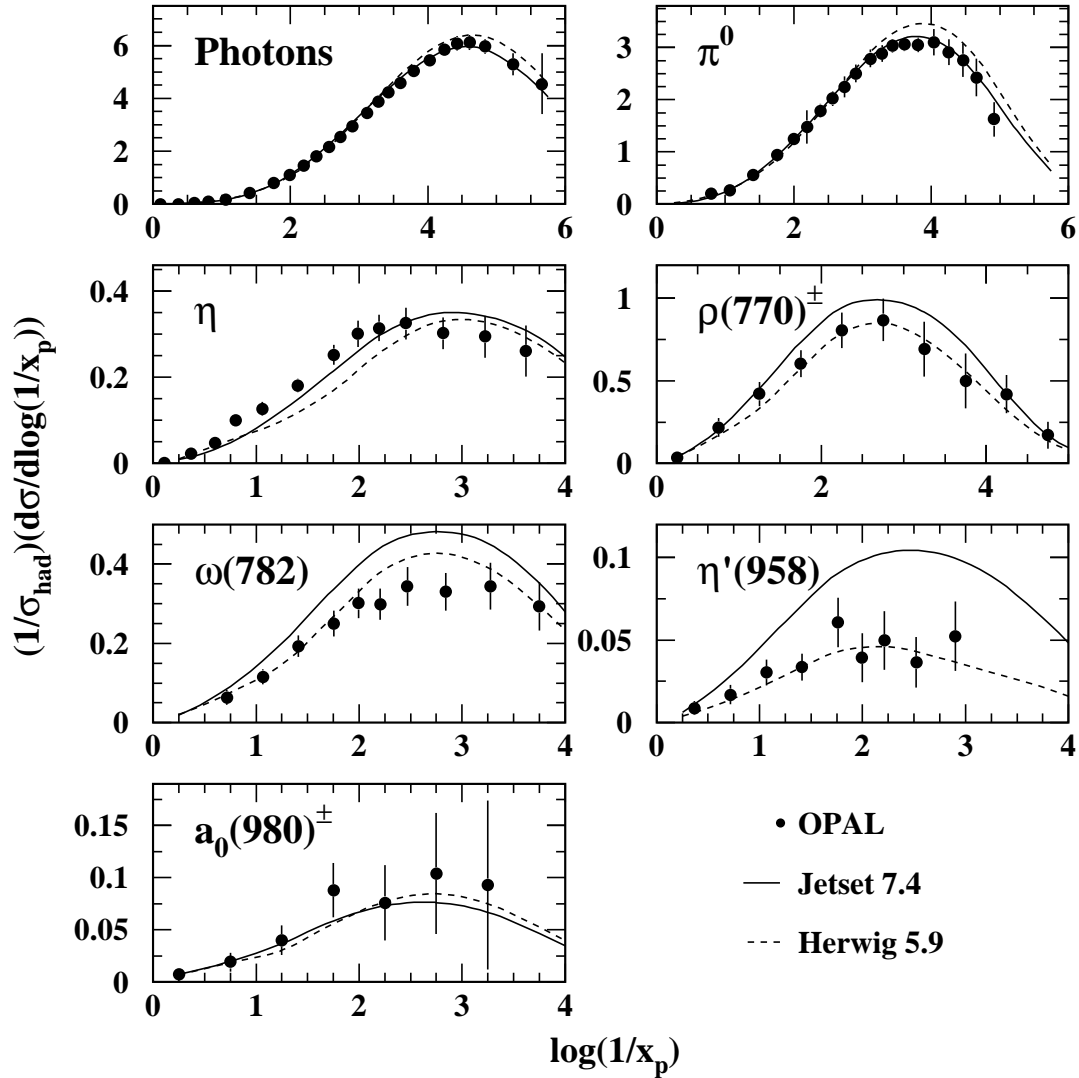 Photons
π⁰
6
4
2
0
0 2 4 6
3
2
1
0
0 2 4 6
η
ρ(770)±
0.4
0.2
0
0 1 2 3 4
1
0.5
0
0 2 4
((1/σ_had)(dσ/dlog(1/x_p))
ω(782)
η'(958)
0.4
0.2
0
0 1 2 3 4
0.1
0.05
0
0 1 2 3 4
a₀(980)±
0.15
0.1
0.05
0
0 1 2 3 4
OPAL
Jetset 7.4
Herwig 5.9
log(1/x_p)